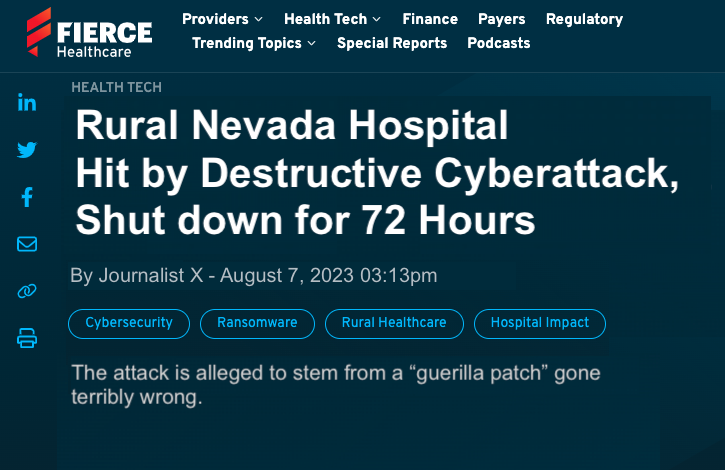 FIERCE
Healthcare
Providers Health Tech Finance Payers Regulatory
Trending Topics Special Reports Podcasts
HEALTH TECH
Rural Nevada Hospital
Hit by Destructive Cyberattack,
Shut down for 72 Hours
By Journalist X - August 7, 2023 03:13pm
Cybersecurity Ransomware Rural Healthcare Hospital Impact
The attack is alleged to stem from a “guerilla patch” gone
terribly wrong.